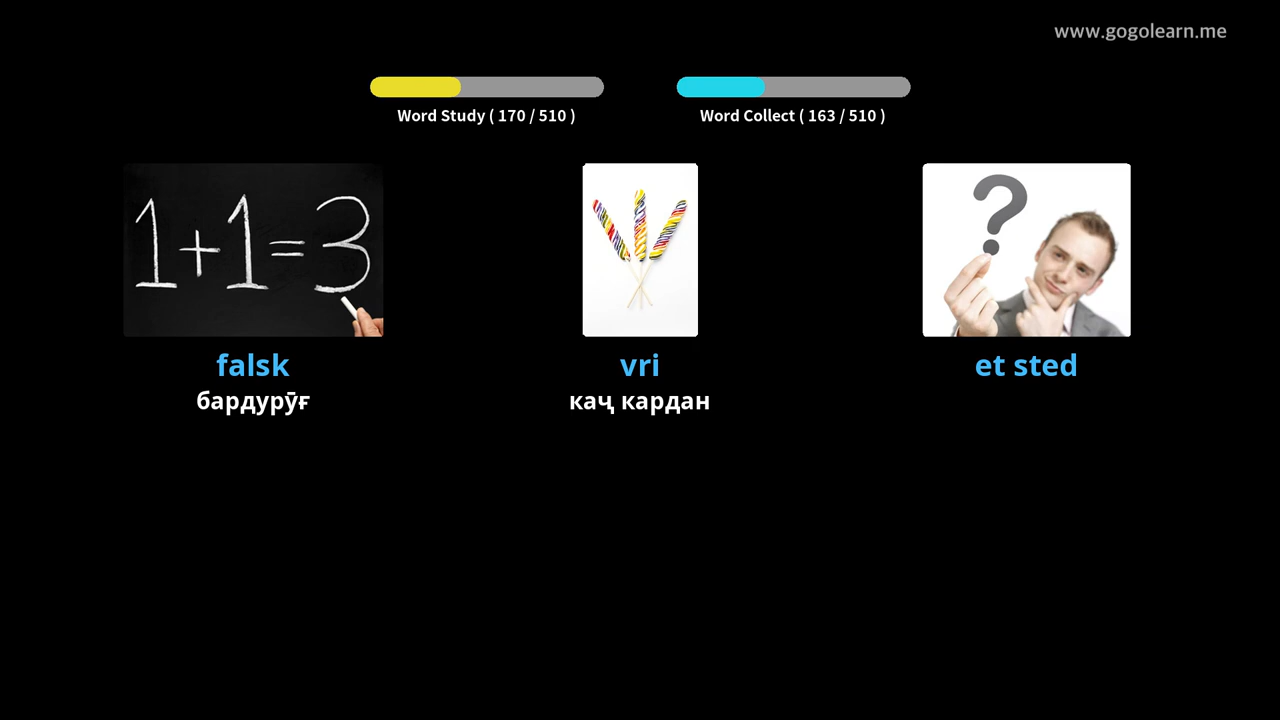 www.gogolearn.me
Word Study ( 170 / 510 )
Word Collect ( 163 / 510 )
1+1=3
?
falsk
бардурӯғ
vri
каҷ кардан
et sted